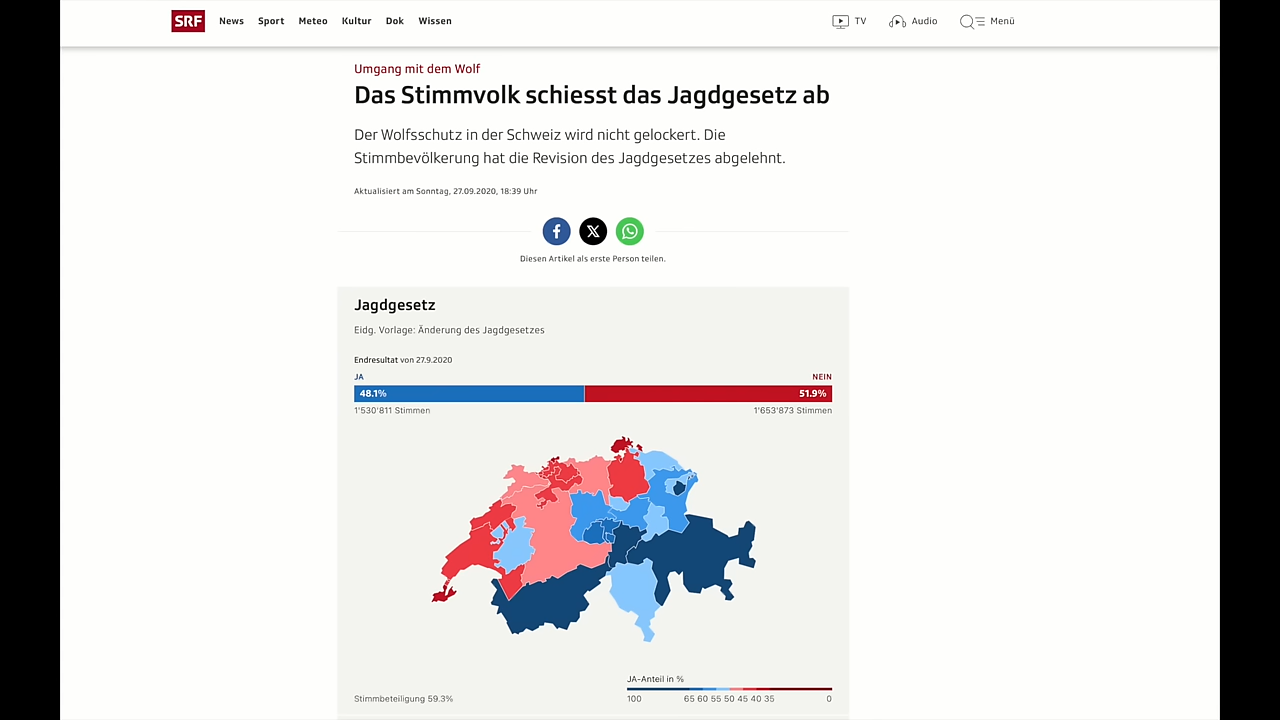 SRF News Sport Meteo Kultur Dok Wissen TV Audio Menü
Umgang mit dem Wolf
Das Stimmvolk schiesst das Jagdgesetz ab
Der Wolfsschutz in der Schweiz wird nicht gelockert. Die
Stimmbevölkerung hat die Revision des Jagdgesetzes abgelehnt.
Aktualisiert am Sonntag, 27.09.2020, 18:39 Uhr
Diesen Artikel als erste Person teilen.
Jagdgesetz
Eidg. Vorlage: Änderung des Jagdgesetzes
Endresultat von 27.9.2020
JA NEIN
48.1% 51.9%
1'530'811 Stimmen 1'653'873 Stimmen
JA-Anteil in %
Stimmbeteiligung 59.3% 100 65 60 55 50 45 40 35 0